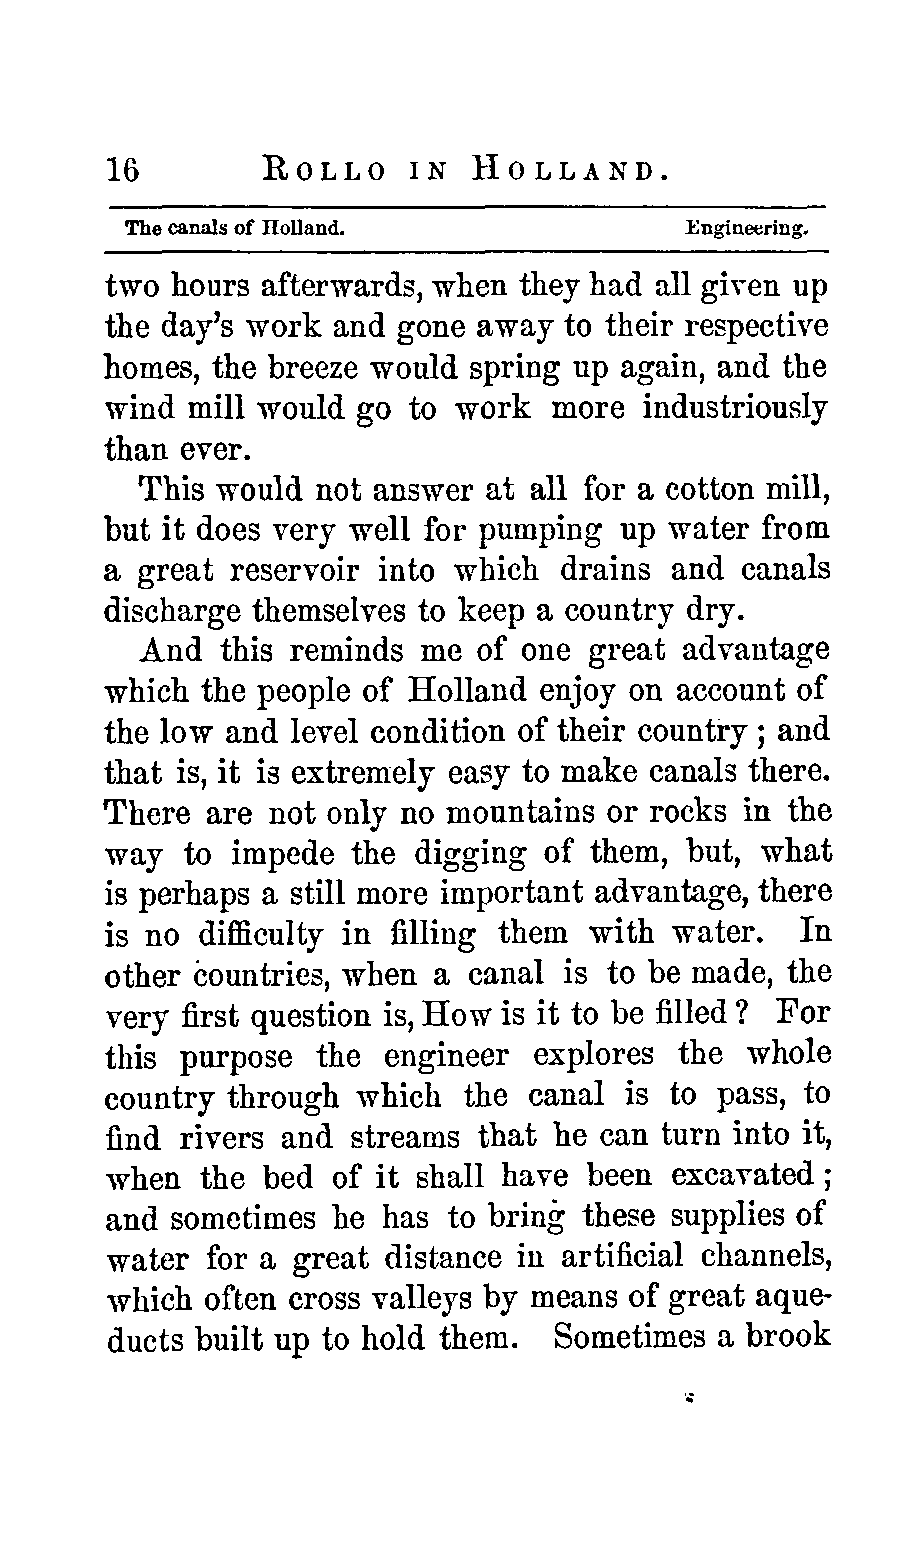 16 ROLLO IN HOLLAND.
The canals of Holland. Engineering.
two hours afterwards, when they had all given up
the day's work and gone away to their respective
homes, the breeze would spring up again, and the
wind mill would go to work more industriously
than ever.
This would not answer at all for a cotton mill,
but it does very well for pumping up water from
a great reservoir into which drains and canals
discharge themselves to keep a country dry.
And this reminds me of one great advantage
which the people of Holland enjoy on account of
the low and level condition of their country ; and
that is, it is extremely easy to make canals there.
There are not only no mountains or rocks in the
way to impede the digging of them, but, what
is perhaps a still more important advantage, there
is no difficulty in filling them with water. In
other countries, when a canal is to be made, the
very first question is, How is it to be filled ? For
this purpose the engineer explores the whole
country through which the canal is to pass, to
find rivers and streams that he can turn into it,
when the bed of it shall have been excavated ;
and sometimes he has to bring these supplies of
water for a great distance in artificial channels,
which often cross valleys by means of great aque-
ducts built up to hold them. Sometimes a brook